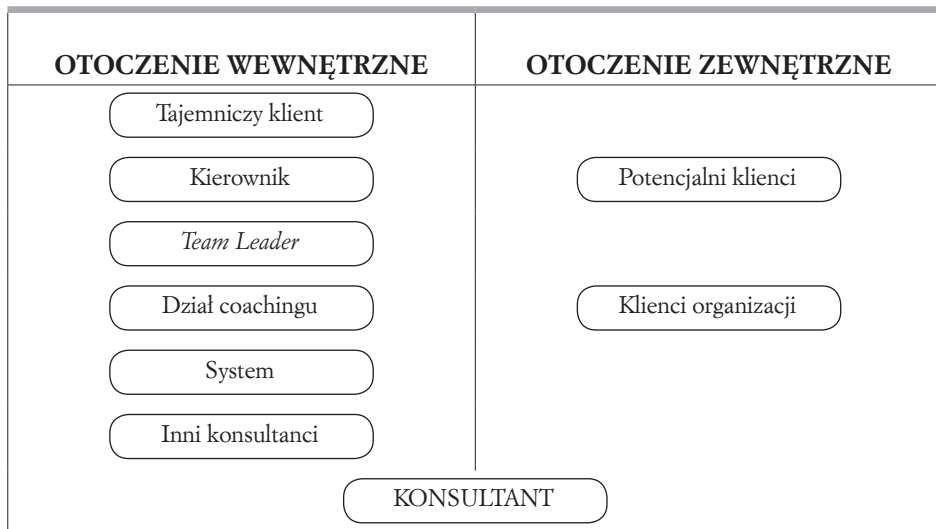 OTOCZENIE WEWNĘTRZNE
OTOCZENIE ZEWNĘTRZNE
Tajemniczy klient
Kierownik
Potencjalni klienci
Team Leader
Dział coachingu
Klienci organizacji
System
Inni konsultanci
KONSULTANT